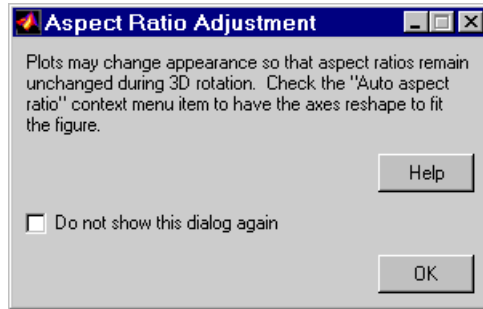 Aspect Ratio Adjustment
Plots may change appearance so that aspect ratios remain
unchanged during 3D rotation.  Check the "Auto aspect
ratio" context menu item to have the axes reshape to fit
the figure.
Help
Do not show this dialog again
OK